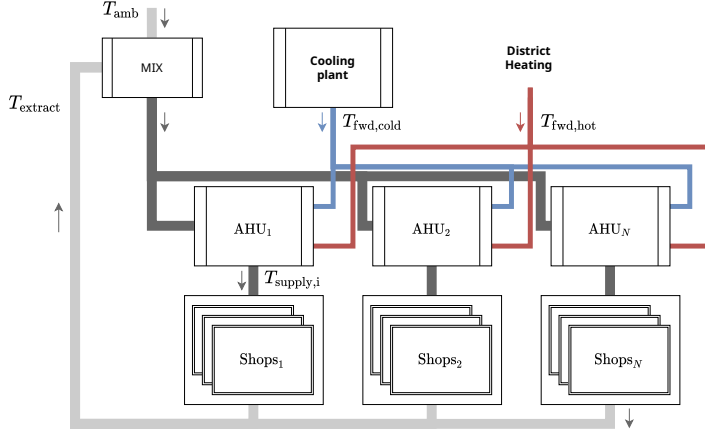 T_amb
MIX
Cooling
plant
District
Heating
T_extract
T_fwd,cold
T_fwd,hot
AHU_1
AHU_2
AHU_N
T_supply,i
Shops_1
Shops_2
Shops_N